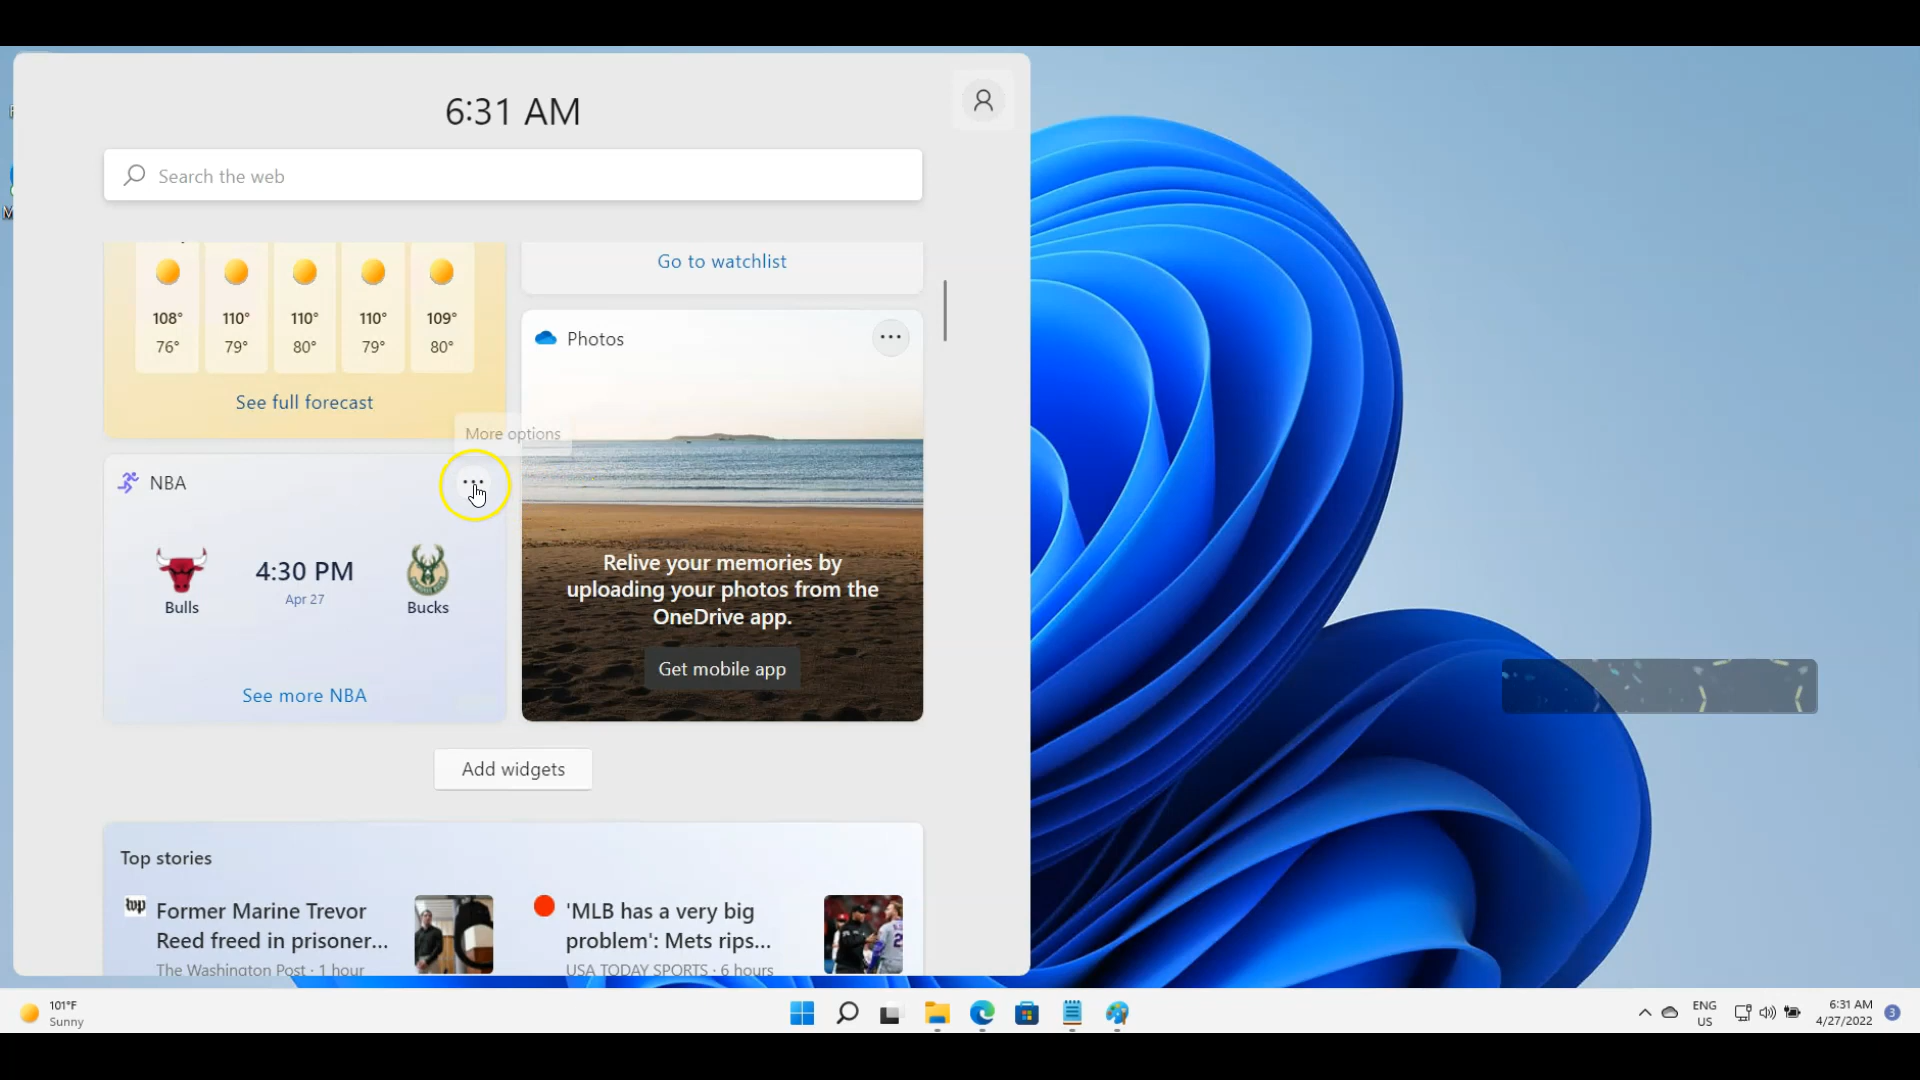 6:31 AM
Search the web
108° 110° 110° 110° 109°
76° 79° 80° 79° 80°
See full forecast
Go to watchlist
Photos
More options
NBA
4:30 PM
Apr 27
Bulls
Bucks
See more NBA
Relive your memories by
uploading your photos from the
OneDrive app.
Get mobile app
Add widgets
Top stories
wp
Former Marine Trevor
Reed freed in prisoner...
The Washington Post · 1 hour
'MLB has a very big
problem': Mets rips...
USA TODAY SPORTS · 6 hours
101°F
Sunny
ENG
US
6:31 AM
4/27/2022
3